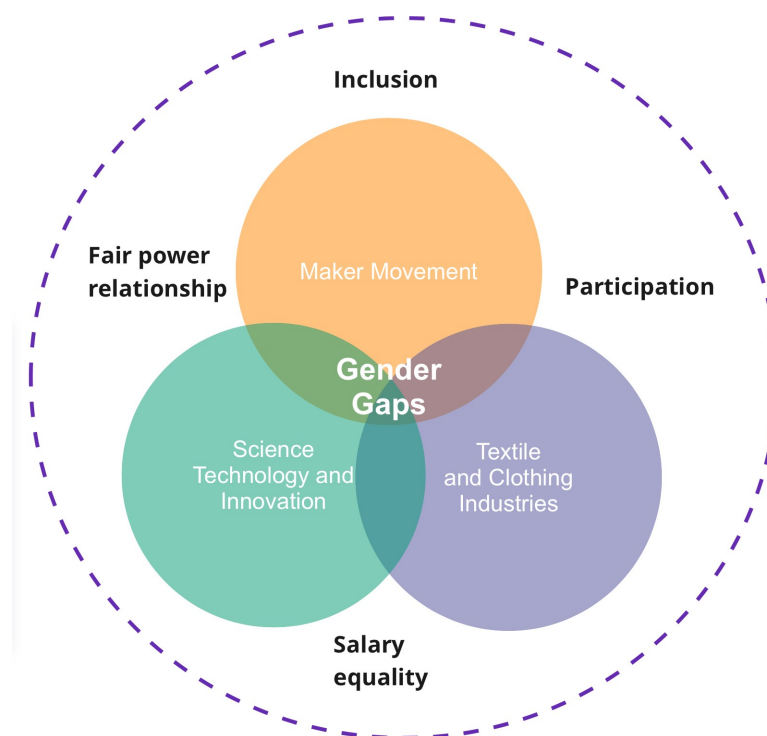 Inclusion
Fair power
relationship
Maker Movement
Participation
Gender
Gaps
Science
Technology and
Innovation
Textile
and Clothing
Industries
Salary
equality